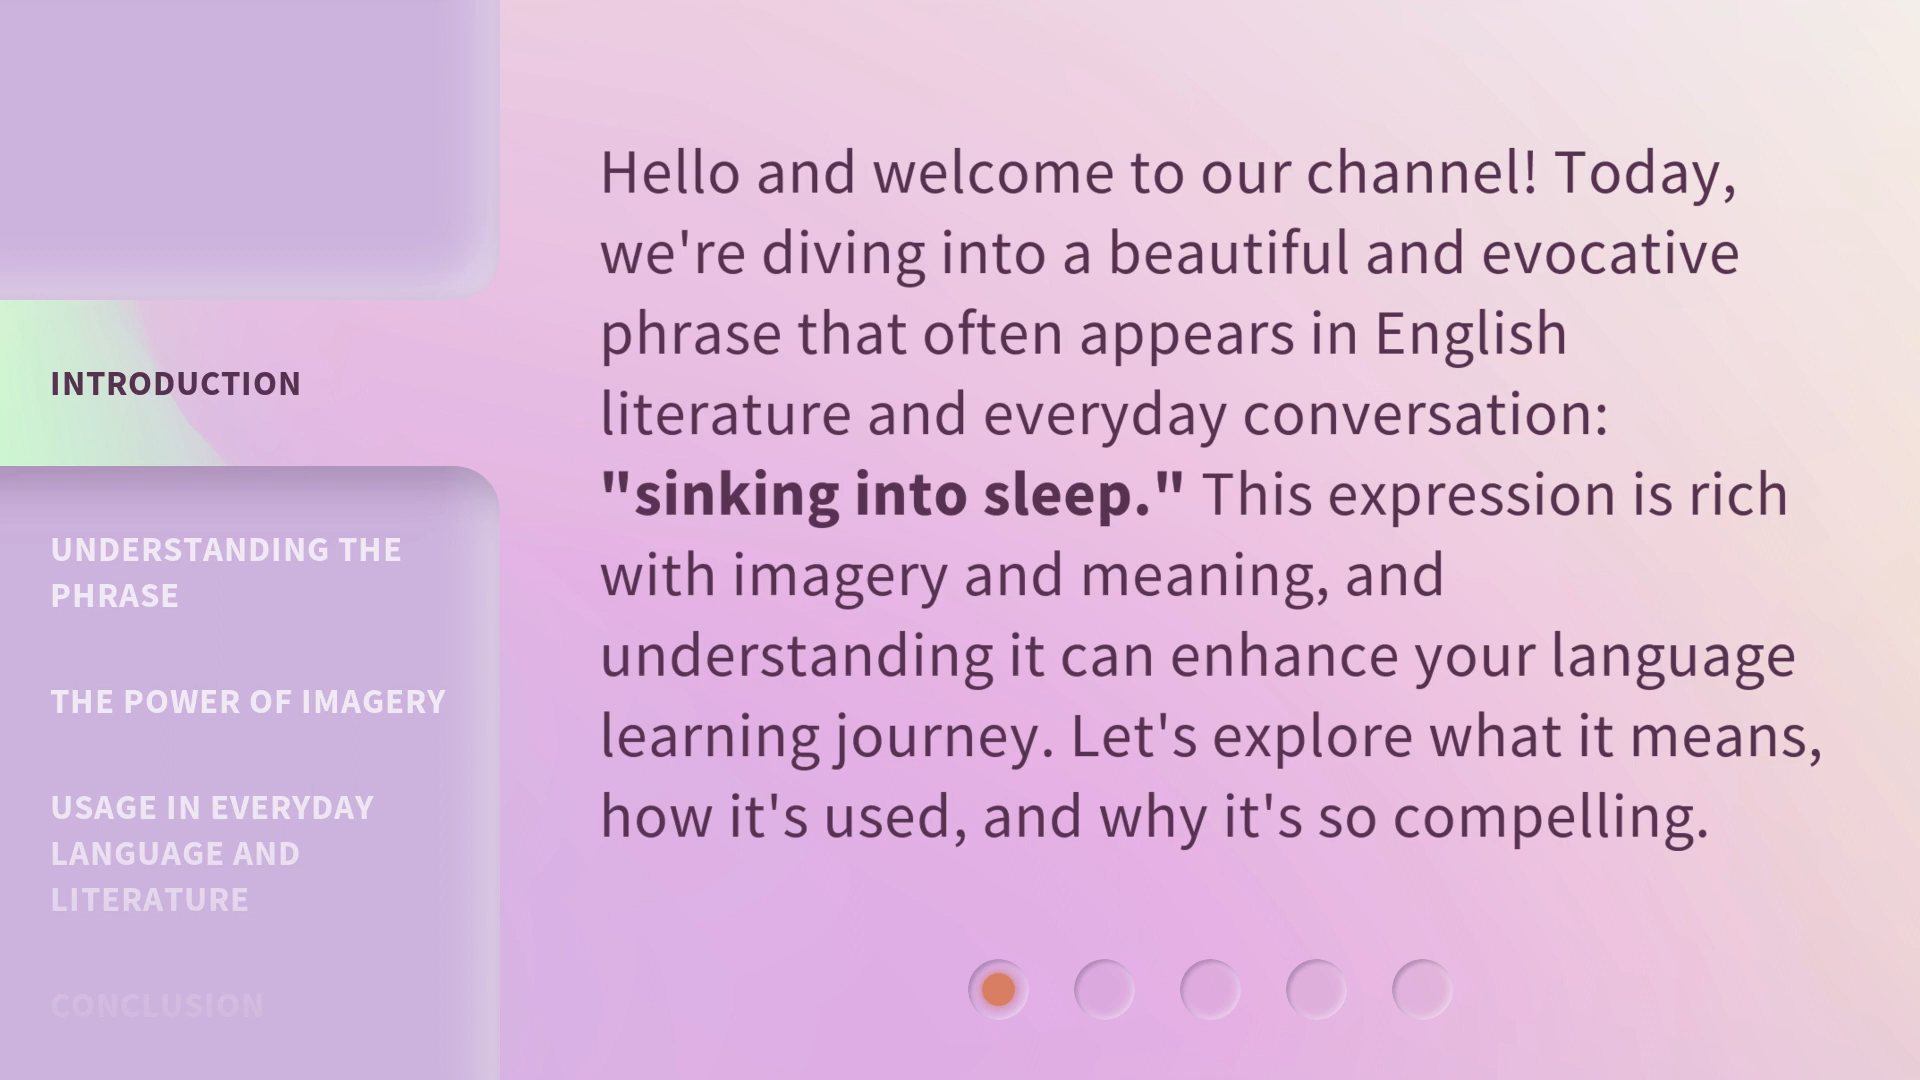 INTRODUCTION
UNDERSTANDING THE
PHRASE
THE POWER OF IMAGERY
USAGE IN EVERYDAY
LANGUAGE AND
LITERATURE
CONCLUSION
Hello and welcome to our channel! Today,
we're diving into a beautiful and evocative
phrase that often appears in English
literature and everyday conversation:
"sinking into sleep." This expression is rich
with imagery and meaning, and
understanding it can enhance your language
learning journey. Let's explore what it means,
how it's used, and why it's so compelling.